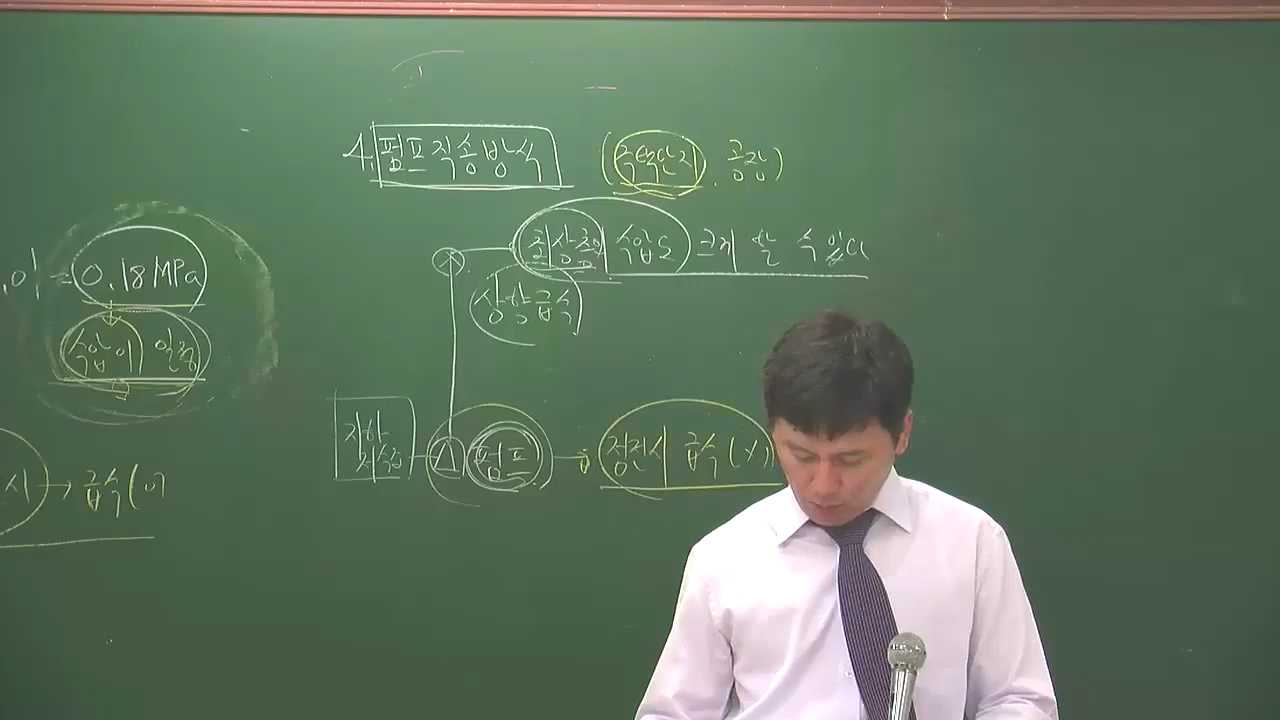 4. 펌프직송방식 (주택단지, 공장)
최상층의 수압도 크게 할 수 있다
상향급수
지하
저수조
펌프 → 정전시 급수(X)
0.18MPa
수압이 일정
시 → 급수(